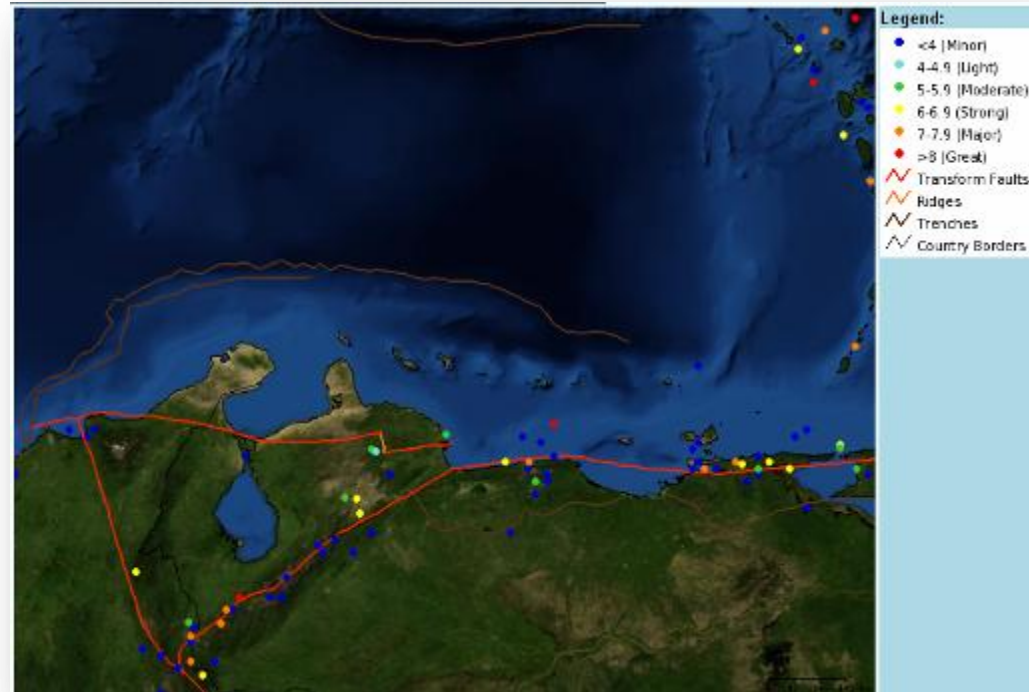 Legend:
<4 (Minor)
4-4.9 (Light)
5-5.9 (Moderate)
6-6.9 (Strong)
7-7.9 (Major)
>8 (Great)
Transform Faults
Ridges
Trenches
Country Borders